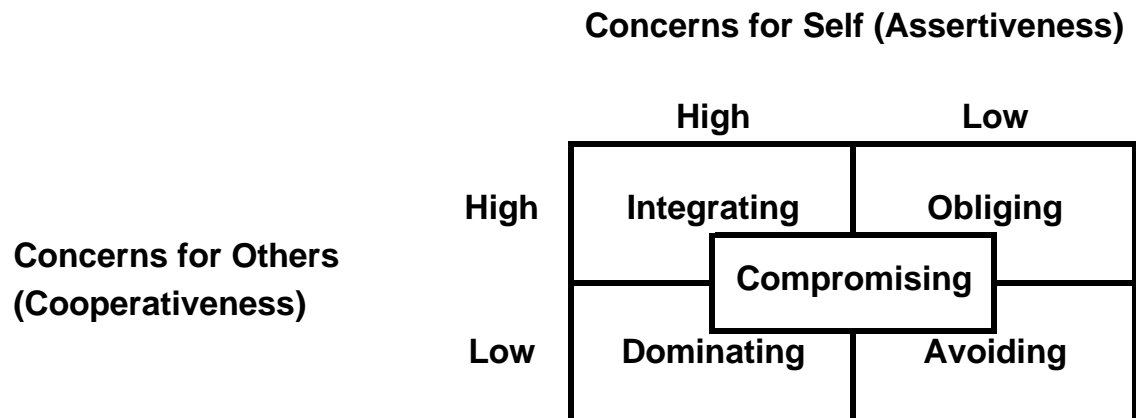 Concerns for Self (Assertiveness)
High Low
High Integrating Obliging
Concerns for Others
(Cooperativeness)
Compromising
Low Dominating Avoiding